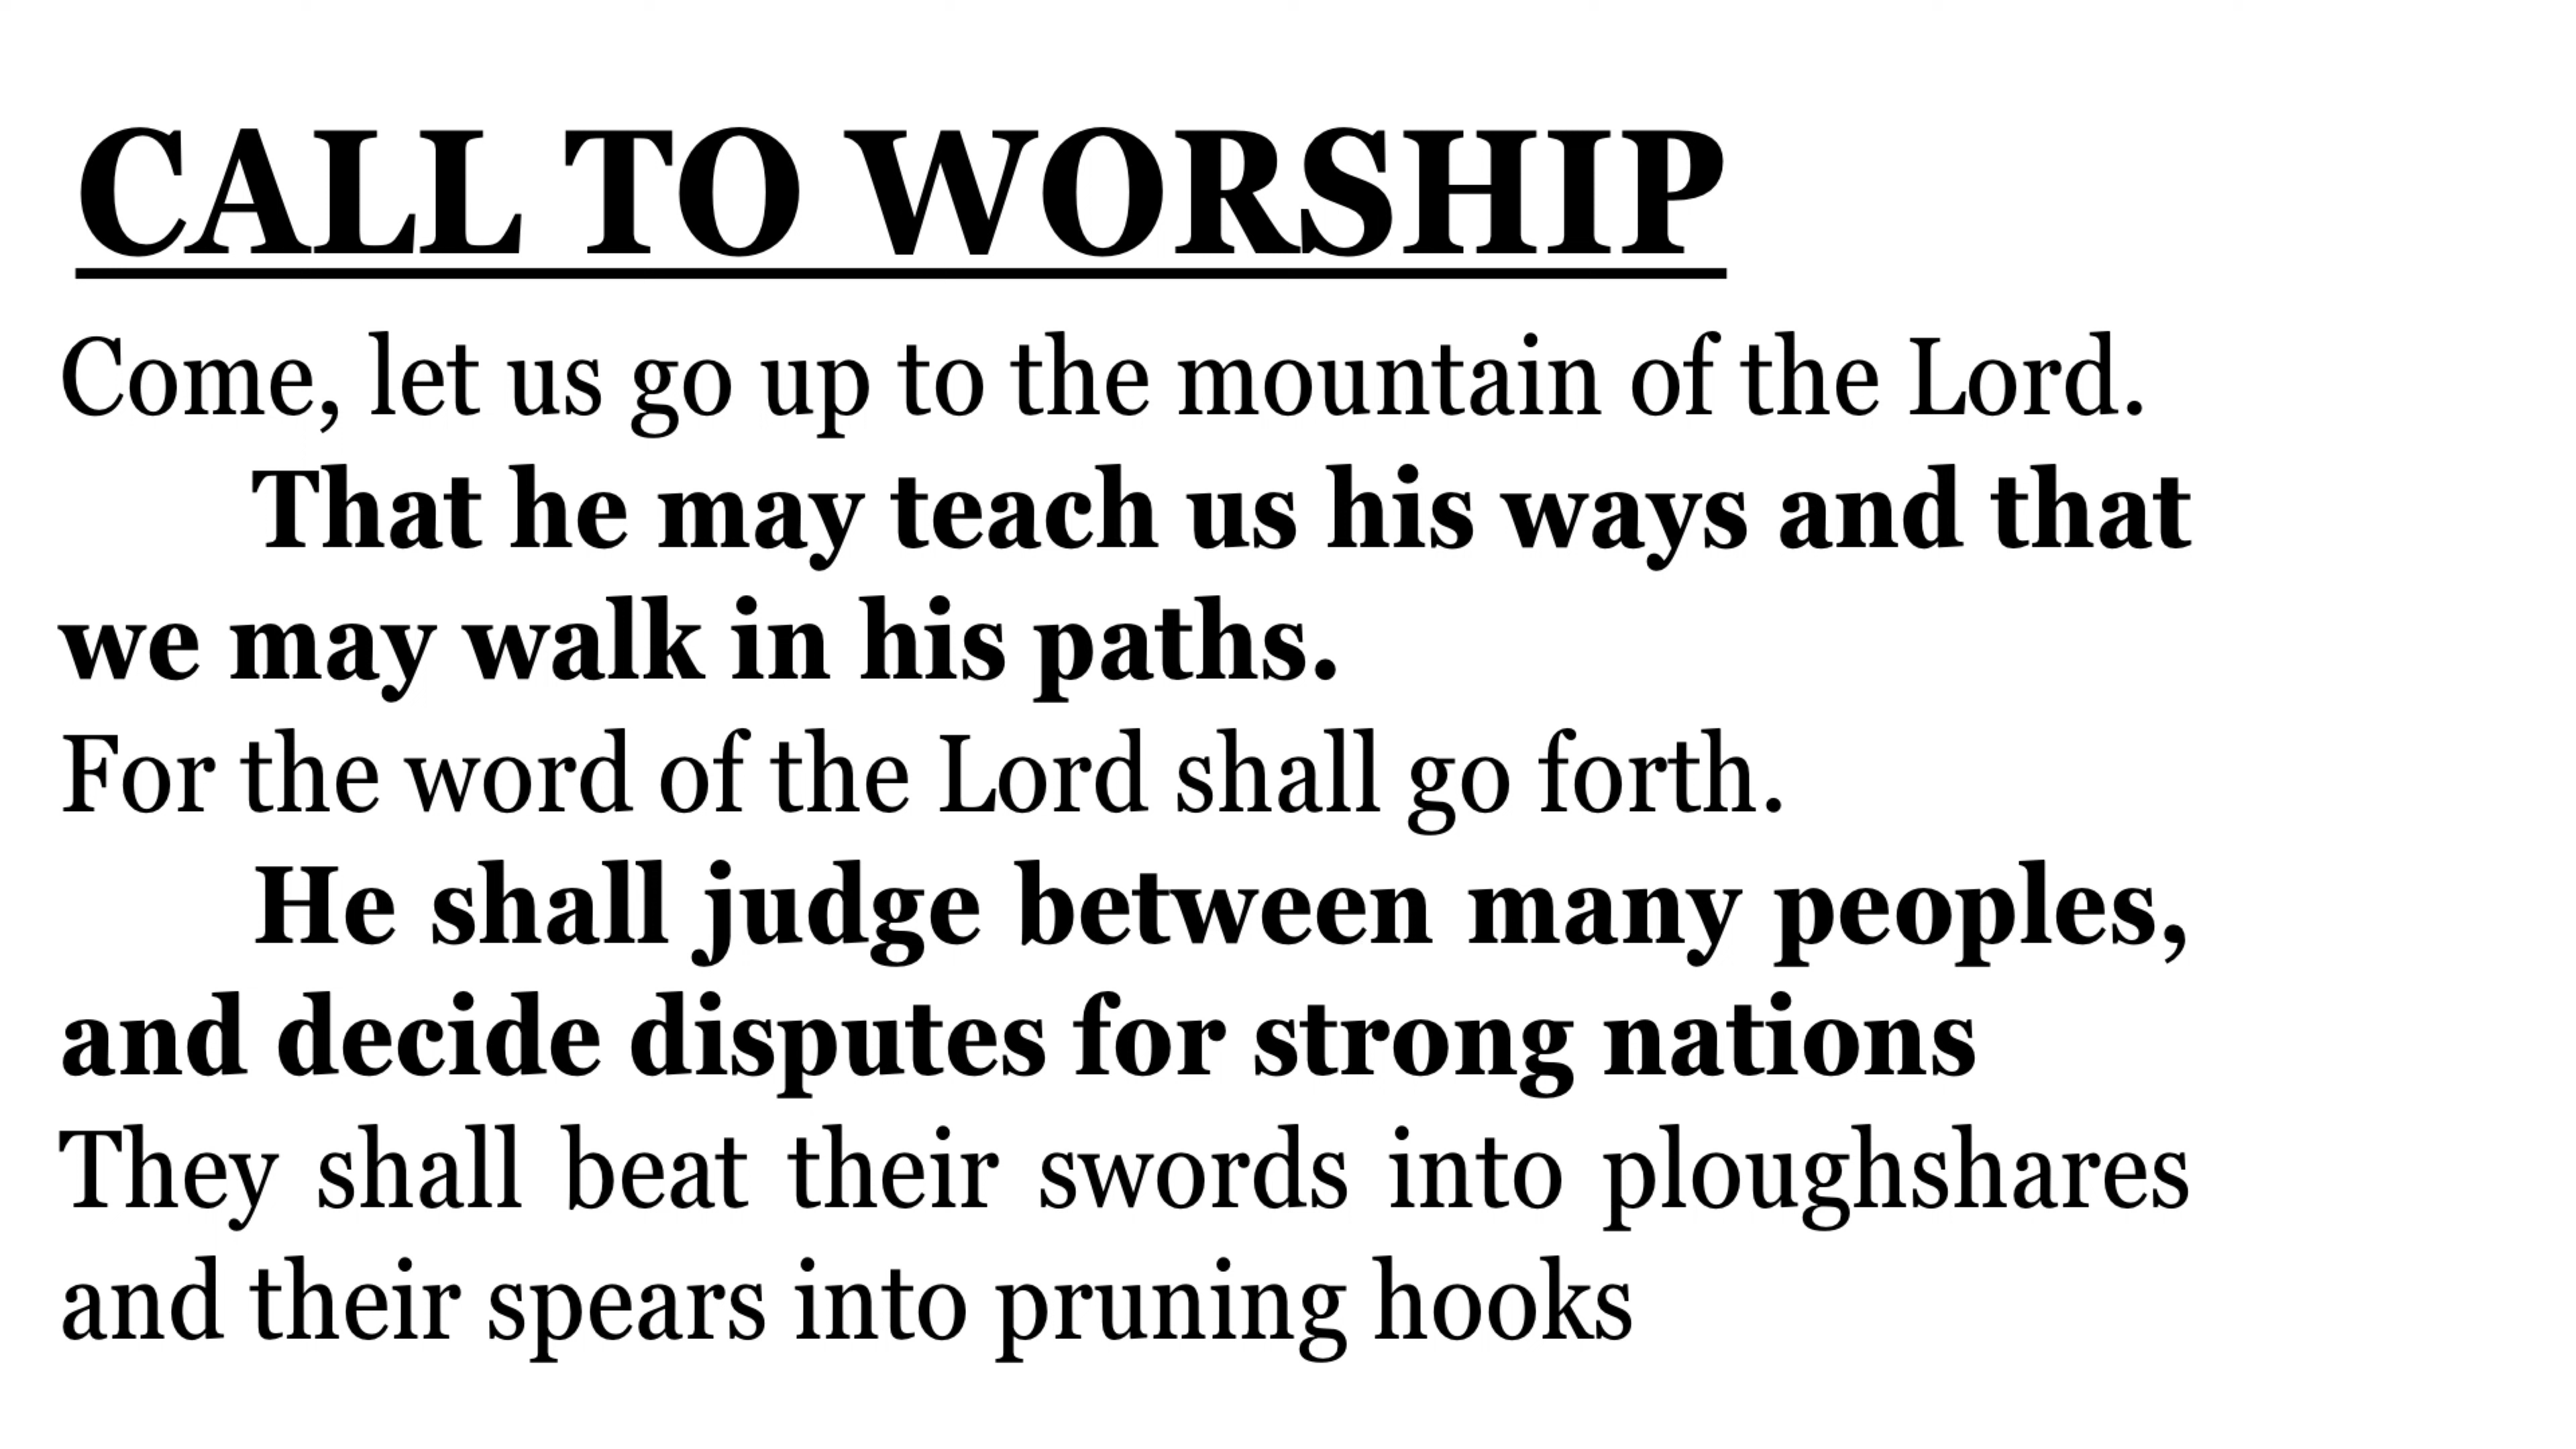 CALL TO WORSHIP
Come, let us go up to the mountain of the Lord.
That he may teach us his ways and that
we may walk in his paths.
For the word of the Lord shall go forth.
He shall judge between many peoples,
and decide disputes for strong nations
They shall beat their swords into ploughshares
and their spears into pruning hooks